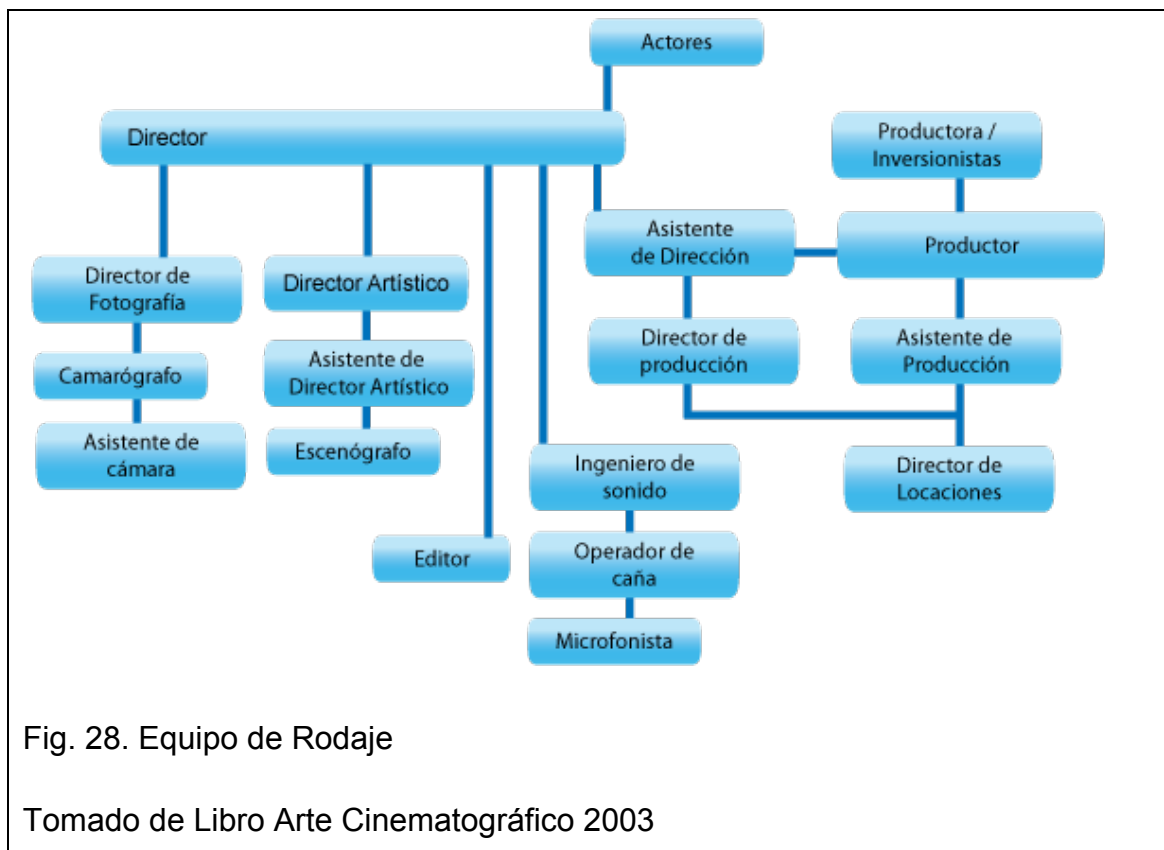 Actores
Director
Productora /
Inversionistas
Asistente
de Dirección
Productor
Director de
Fotografía
Director Artístico
Director de
producción
Asistente de
Producción
Camarógrafo
Asistente de
Director Artístico
Asistente de
cámara
Escenógrafo
Ingeniero de
sonido
Director de
Locaciones
Editor
Operador de
caña
Microfonista
Fig. 28. Equipo de Rodaje
Tomado de Libro Arte Cinematográfico 2003